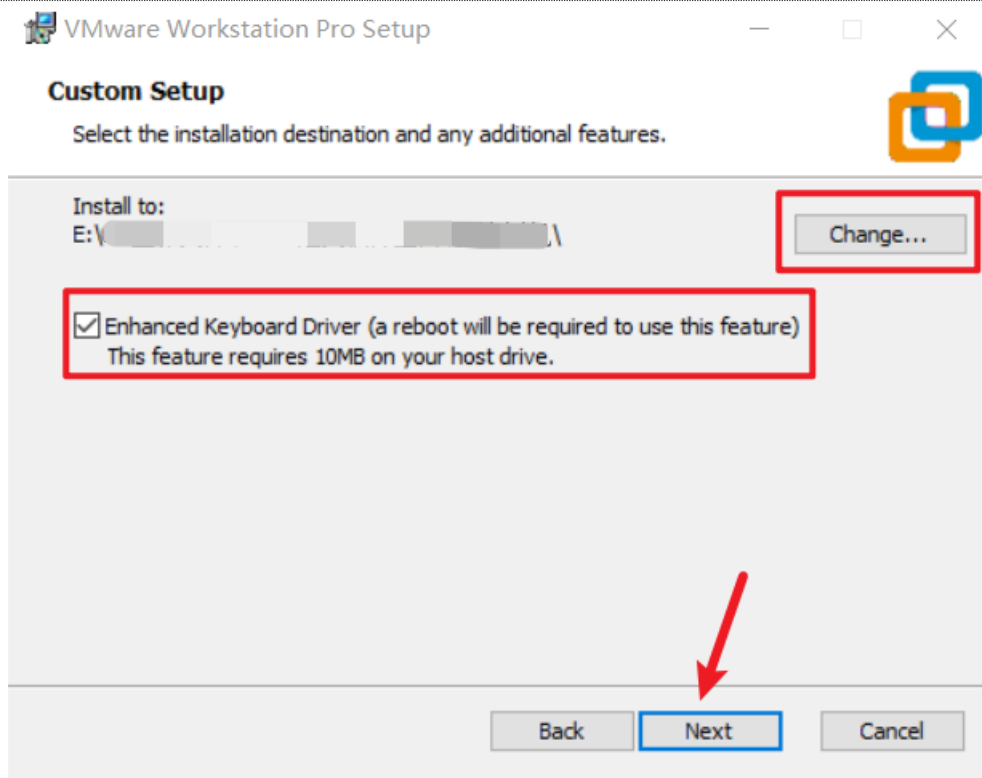 VMware Workstation Pro Setup
Custom Setup
Select the installation destination and any additional features.
Install to:
E:\ \
Change...
Enhanced Keyboard Driver (a reboot will be required to use this feature)
This feature requires 10MB on your host drive.
Back
Next
Cancel